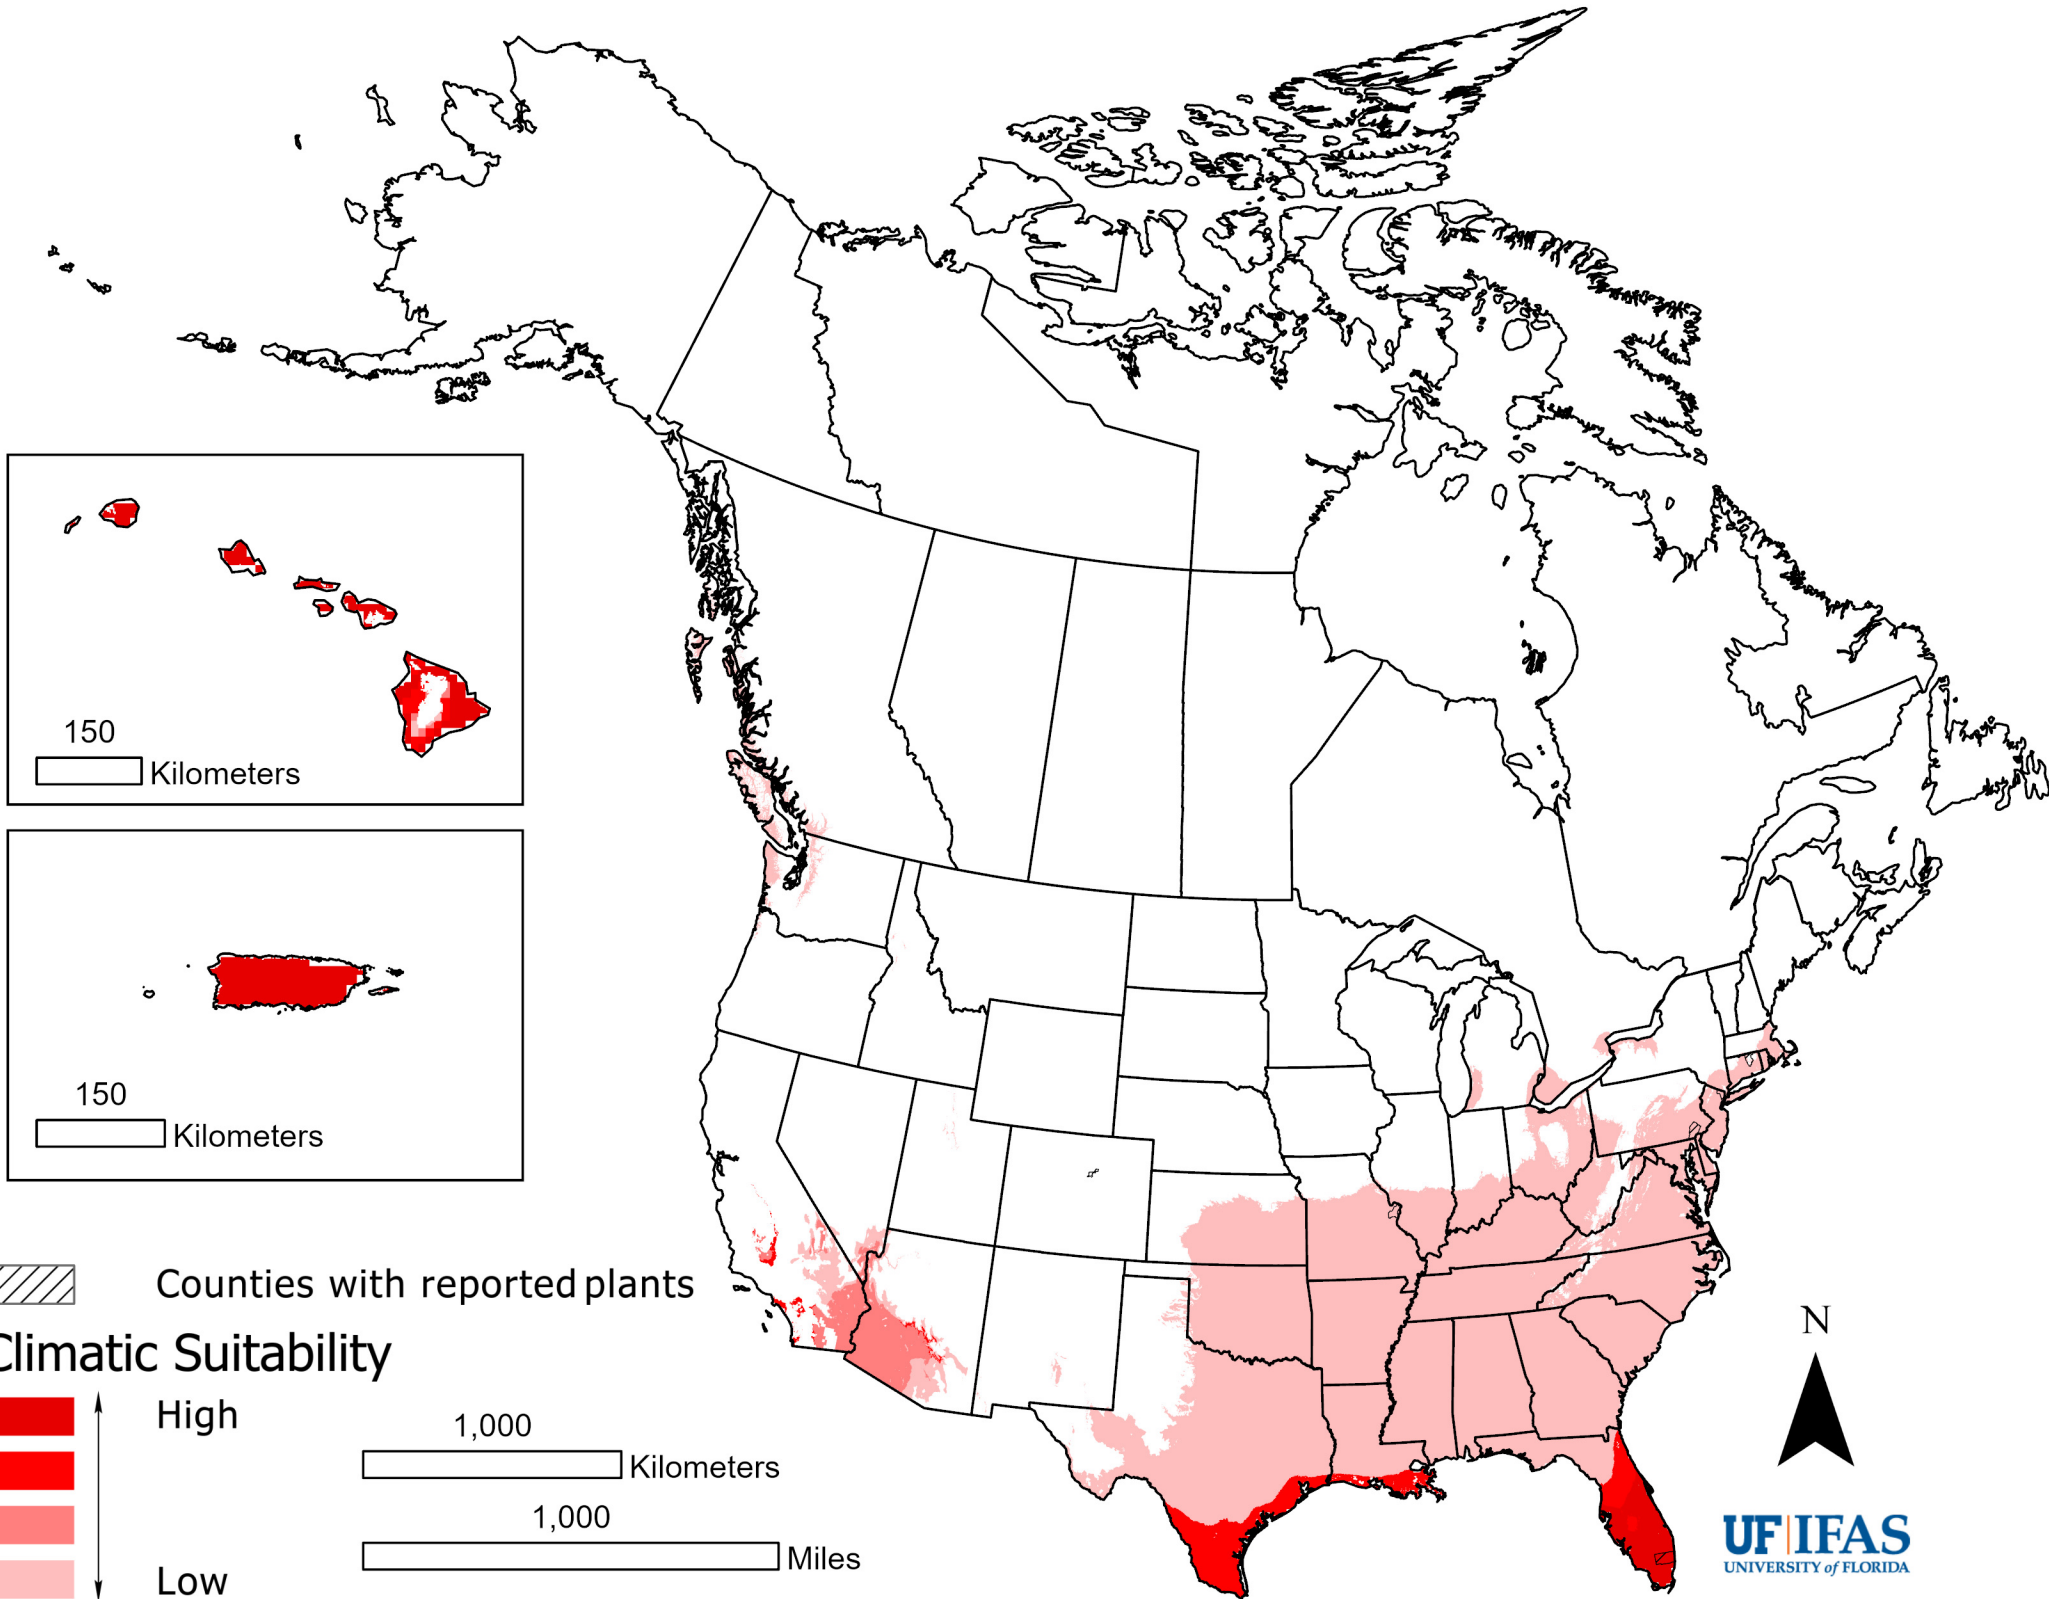 150
Kilometers
150
Kilometers
Counties with reported plants
Climatic Suitability
High
Low
1,000
Kilometers
1,000
Miles
N
UF|IFAS
UNIVERSITY of FLORIDA